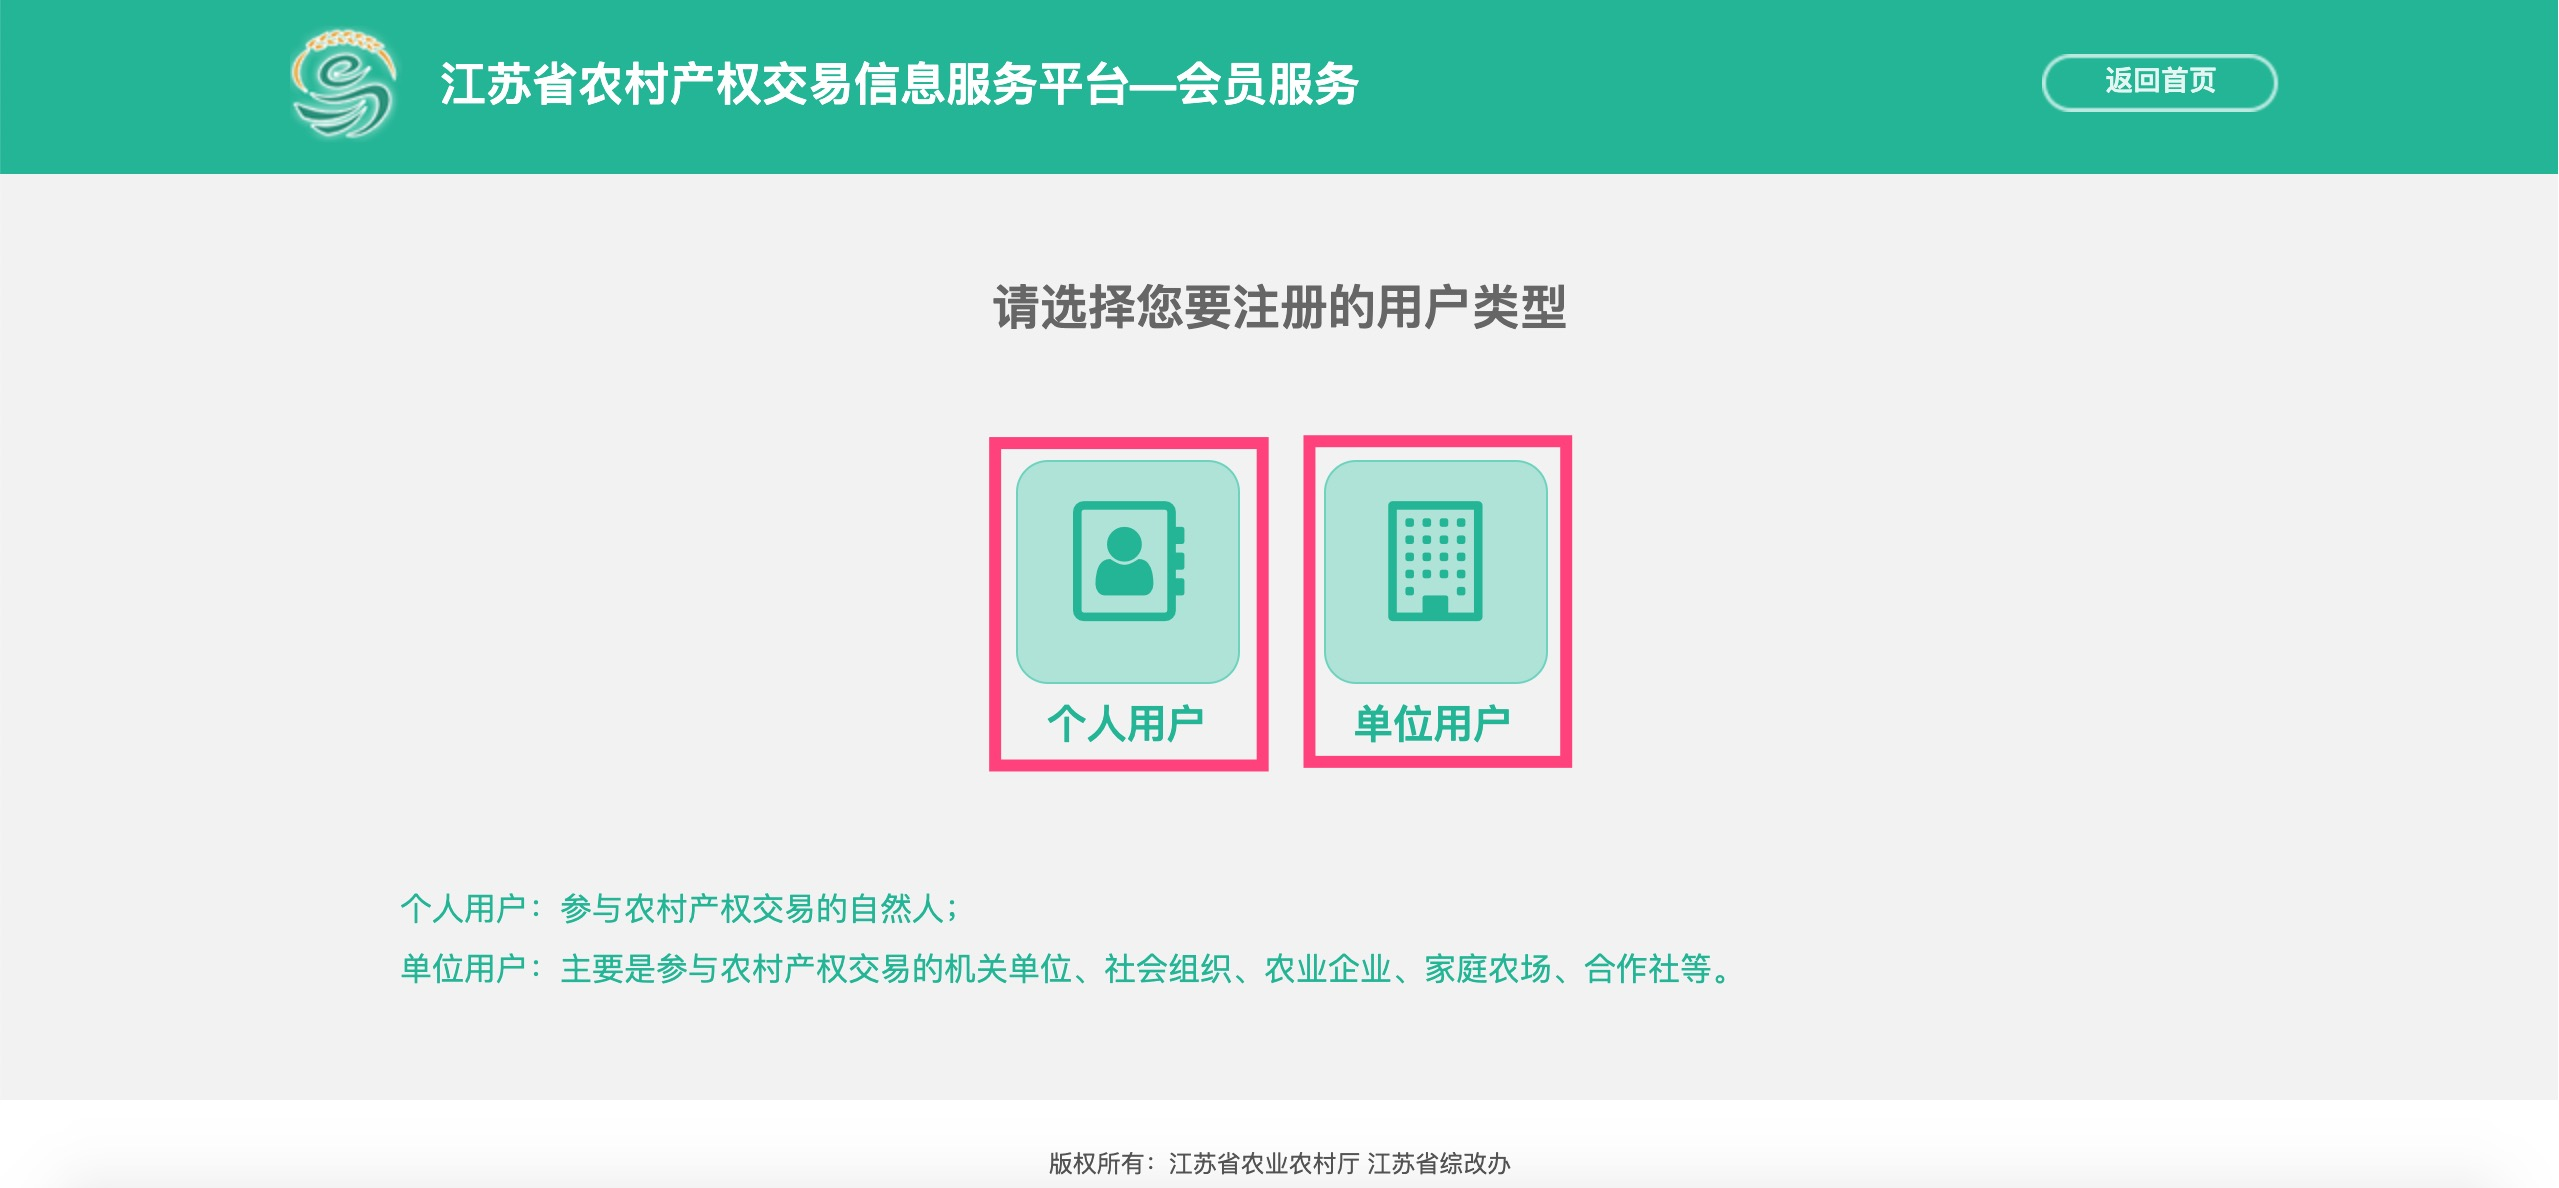 江苏省农村产权交易信息服务平台—会员服务
返回首页
请选择您要注册的用户类型
个人用户
单位用户
个人用户：参与农村产权交易的自然人；
单位用户：主要是参与农村产权交易的机关单位、社会组织、农业企业、家庭农场、合作社等。
版权所有：江苏省农业农村厅 江苏省综改办